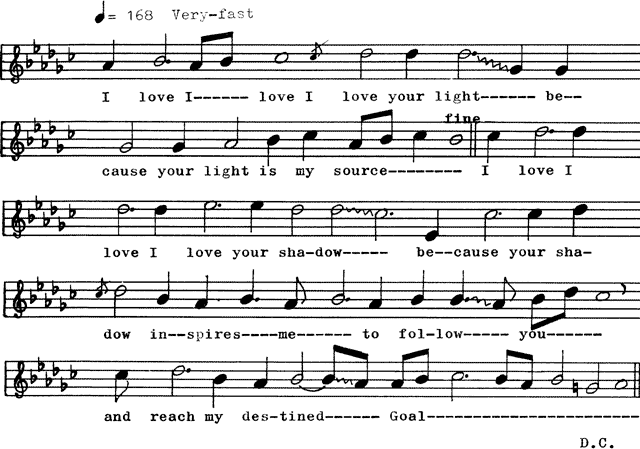 ♩= 168 Very-fast
I love I------ love I love your light------ be--
fine
cause your light is my source-------- I love I
love I love your sha-dow----- be--cause your sha-
dow in--spires---me----- to fol-low----- you------
and reach my des-tined------ Goal-----------------------
D.C.